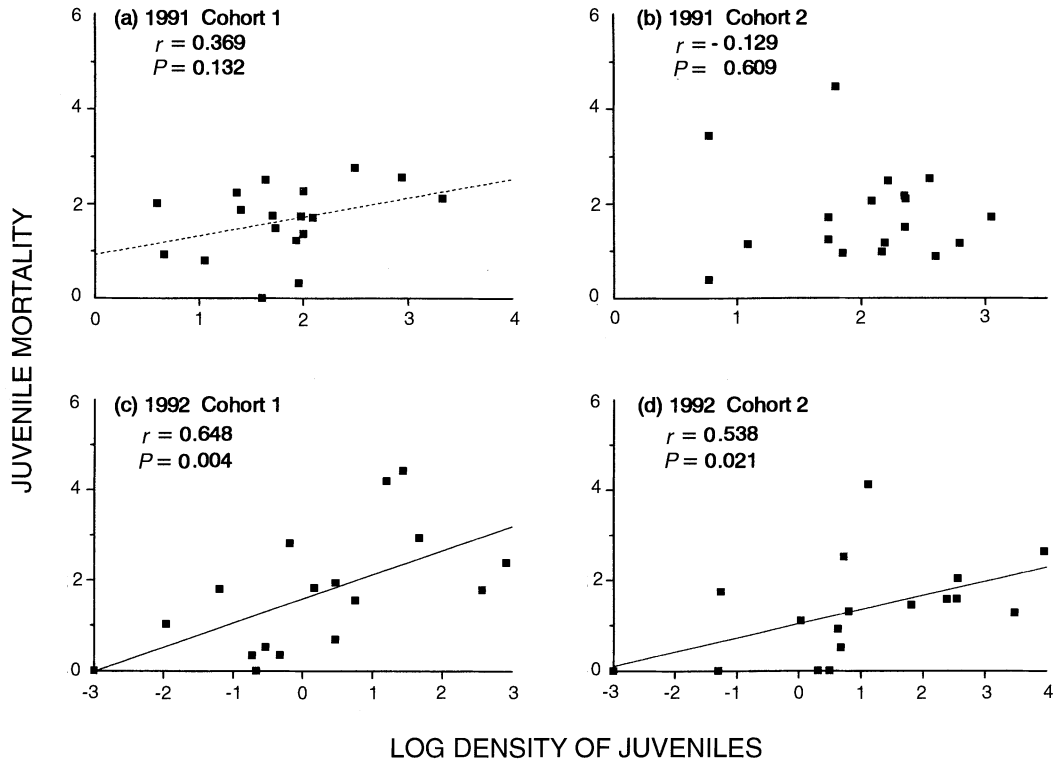 (a) 1991 Cohort 1
r = 0.369
P = 0.132
6
4
2
0
0 1 2 3 4
(b) 1991 Cohort 2
r = - 0.129
P = 0.609
6
4
2
0
0 1 2 3
(c) 1992 Cohort 1
r = 0.648
P = 0.004
6
4
2
0
-3 -2 -1 0 1 2 3
(d) 1992 Cohort 2
r = 0.538
P = 0.021
6
4
2
0
-3 -2 -1 0 1 2 3 4
JUVENILE MORTALITY
LOG DENSITY OF JUVENILES